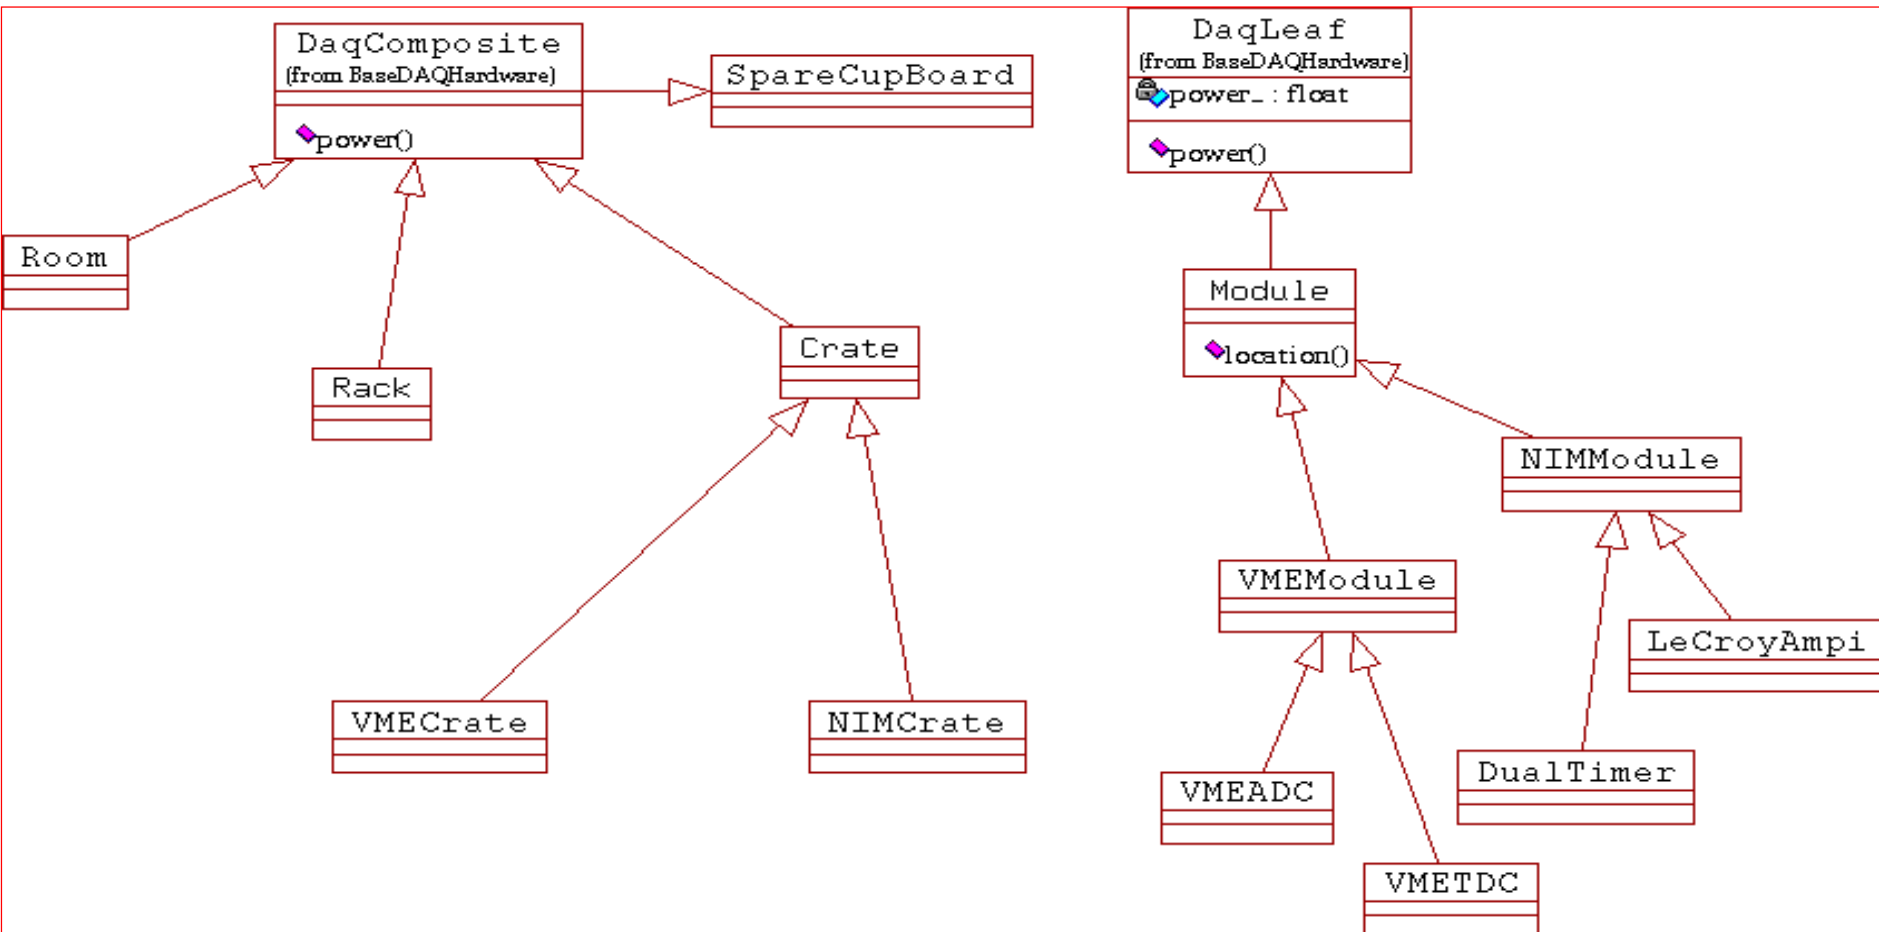 DaqComposite
(from BaseDAQHardware)
power()
SpareCupBoard
DaqLeaf
(from BaseDAQHardware)
power_ : float
power()
Room
Rack
Crate
Module
location()
NIMModule
VMEModule
LeCroyAmpi
VMECrate
NIMCrate
DualTimer
VMEADC
VMETDC